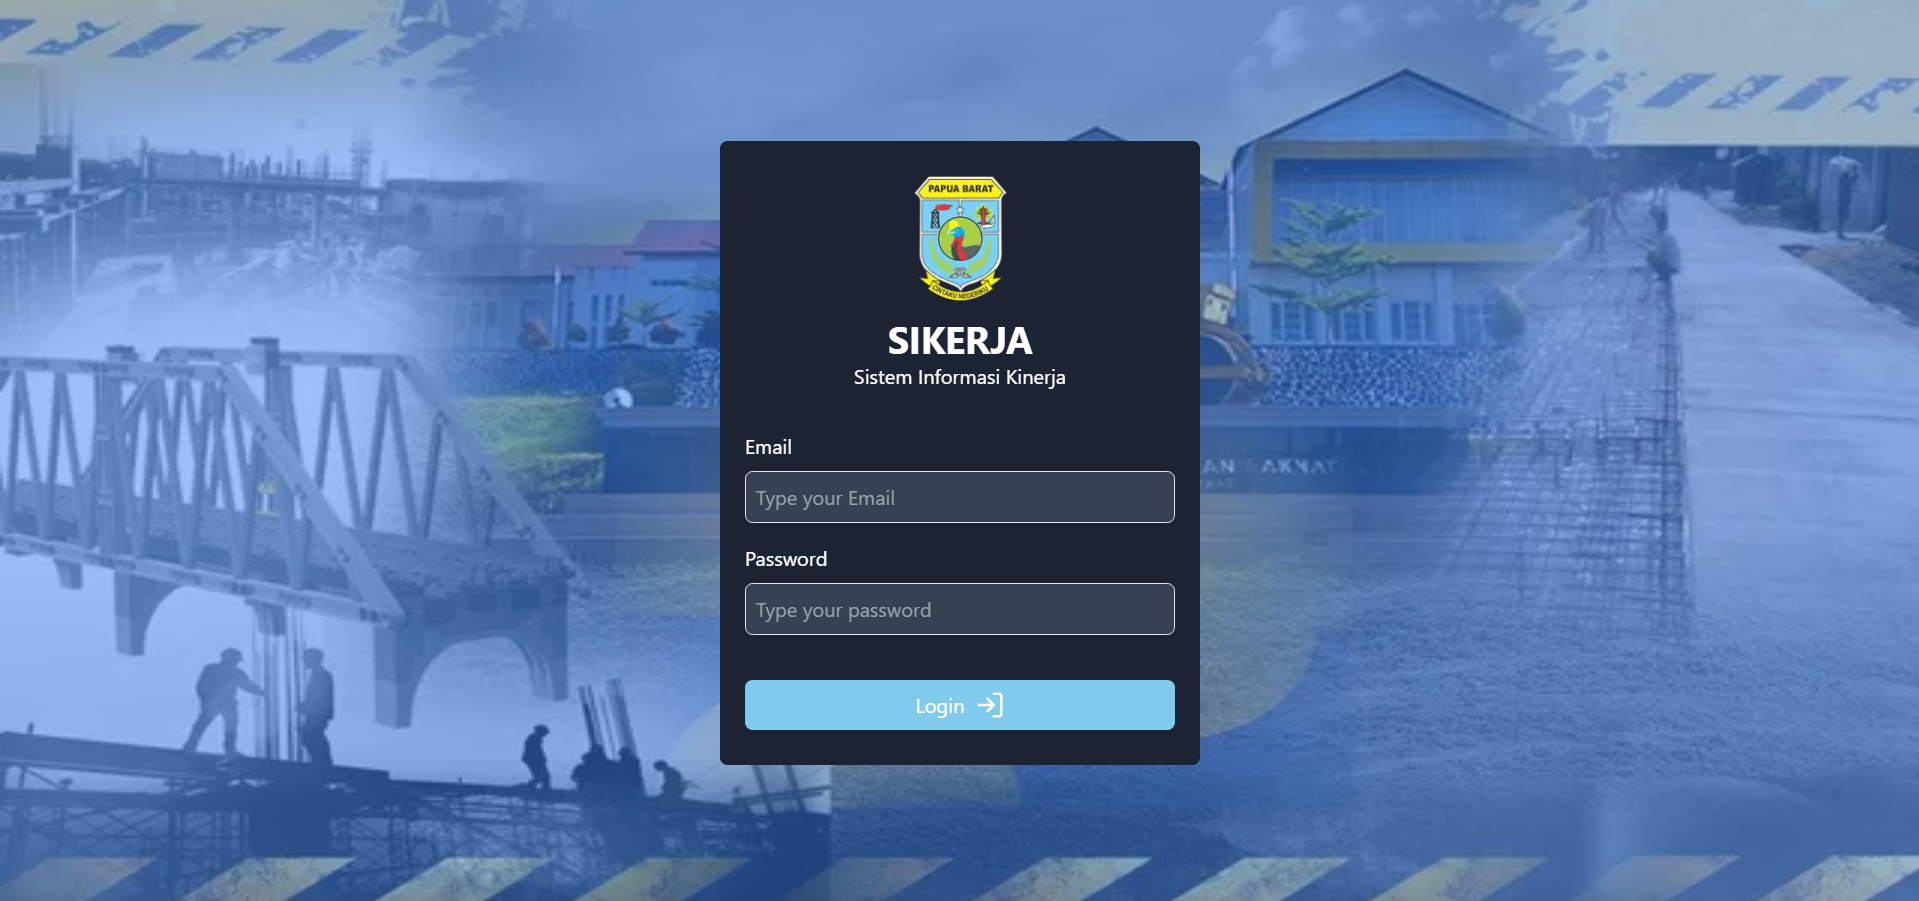 PAPUA BARAT
CINTAKU NEGERIKU
SIKERJA
Sistem Informasi Kinerja
Email
Type your Email
AN RAKYAT
Password
Type your password
Login